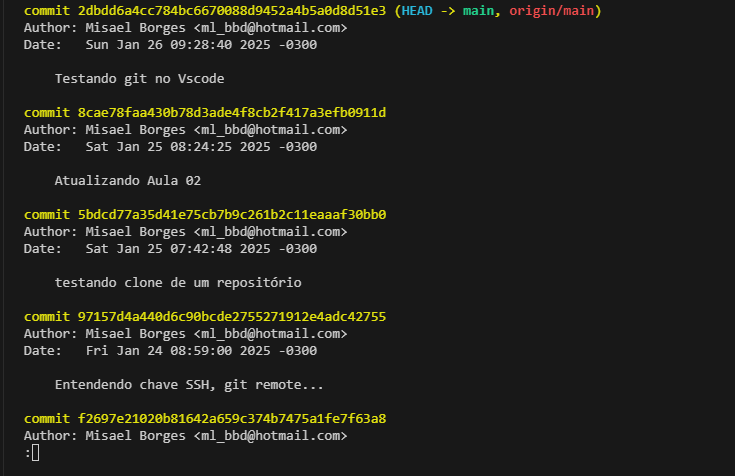 commit 2dbdd6a4cc784bc6670088d9452a4b5a0d8d51e3 (HEAD -> main, origin/main)
Author: Misael Borges <ml_bbd@hotmail.com>
Date:   Sun Jan 26 09:28:40 2025 -0300
    Testando git no Vscode
commit 8cae78faa430b78d3ade4f8cb2f417a3efb0911d
Author: Misael Borges <ml_bbd@hotmail.com>
Date:   Sat Jan 25 08:24:25 2025 -0300
    Atualizando Aula 02
commit 5bdcd77a35d41e75cb7b9c261b2c11eaaaf30bb0
Author: Misael Borges <ml_bbd@hotmail.com>
Date:   Sat Jan 25 07:42:48 2025 -0300
    testando clone de um repositório
commit 97157d4a440d6c90bcde2755271912e4adc42755
Author: Misael Borges <ml_bbd@hotmail.com>
Date:   Fri Jan 24 08:59:00 2025 -0300
    Entendendo chave SSH, git remote...
commit f2697e21020b81642a659c374b7475a1fe7f63a8
Author: Misael Borges <ml_bbd@hotmail.com>
: